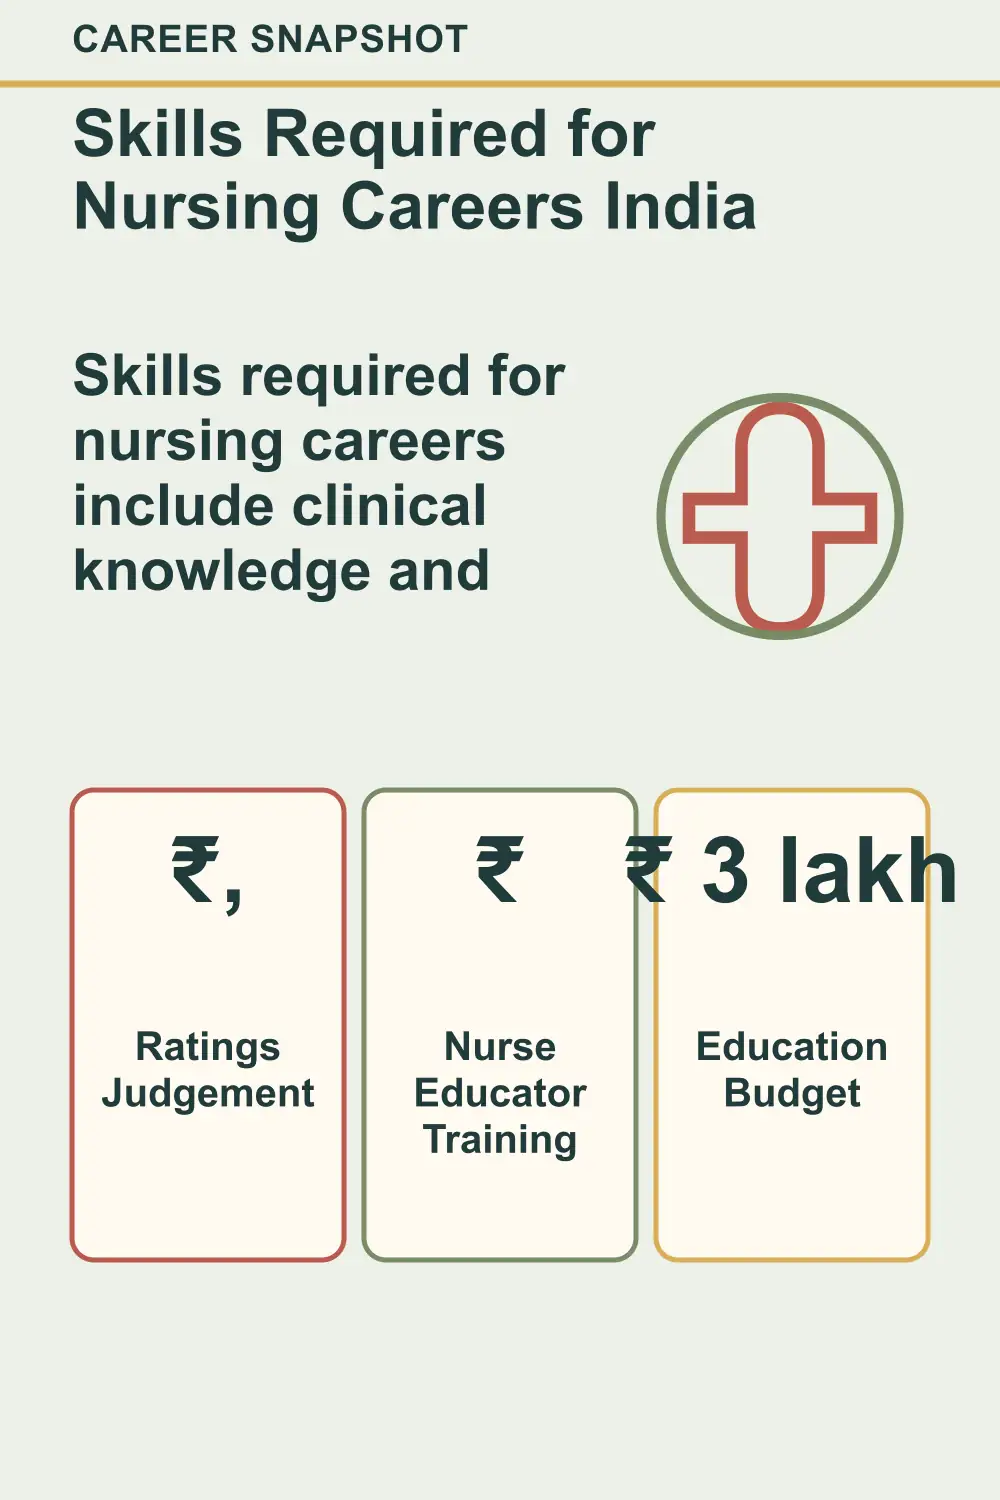 CAREER SNAPSHOT
Skills Required for
Nursing Careers India
Skills required for
nursing careers
include clinical
knowledge and
₹,
Ratings
Judgement
₹
Nurse
Educator
Training
₹ 3 lakh
Education
Budget